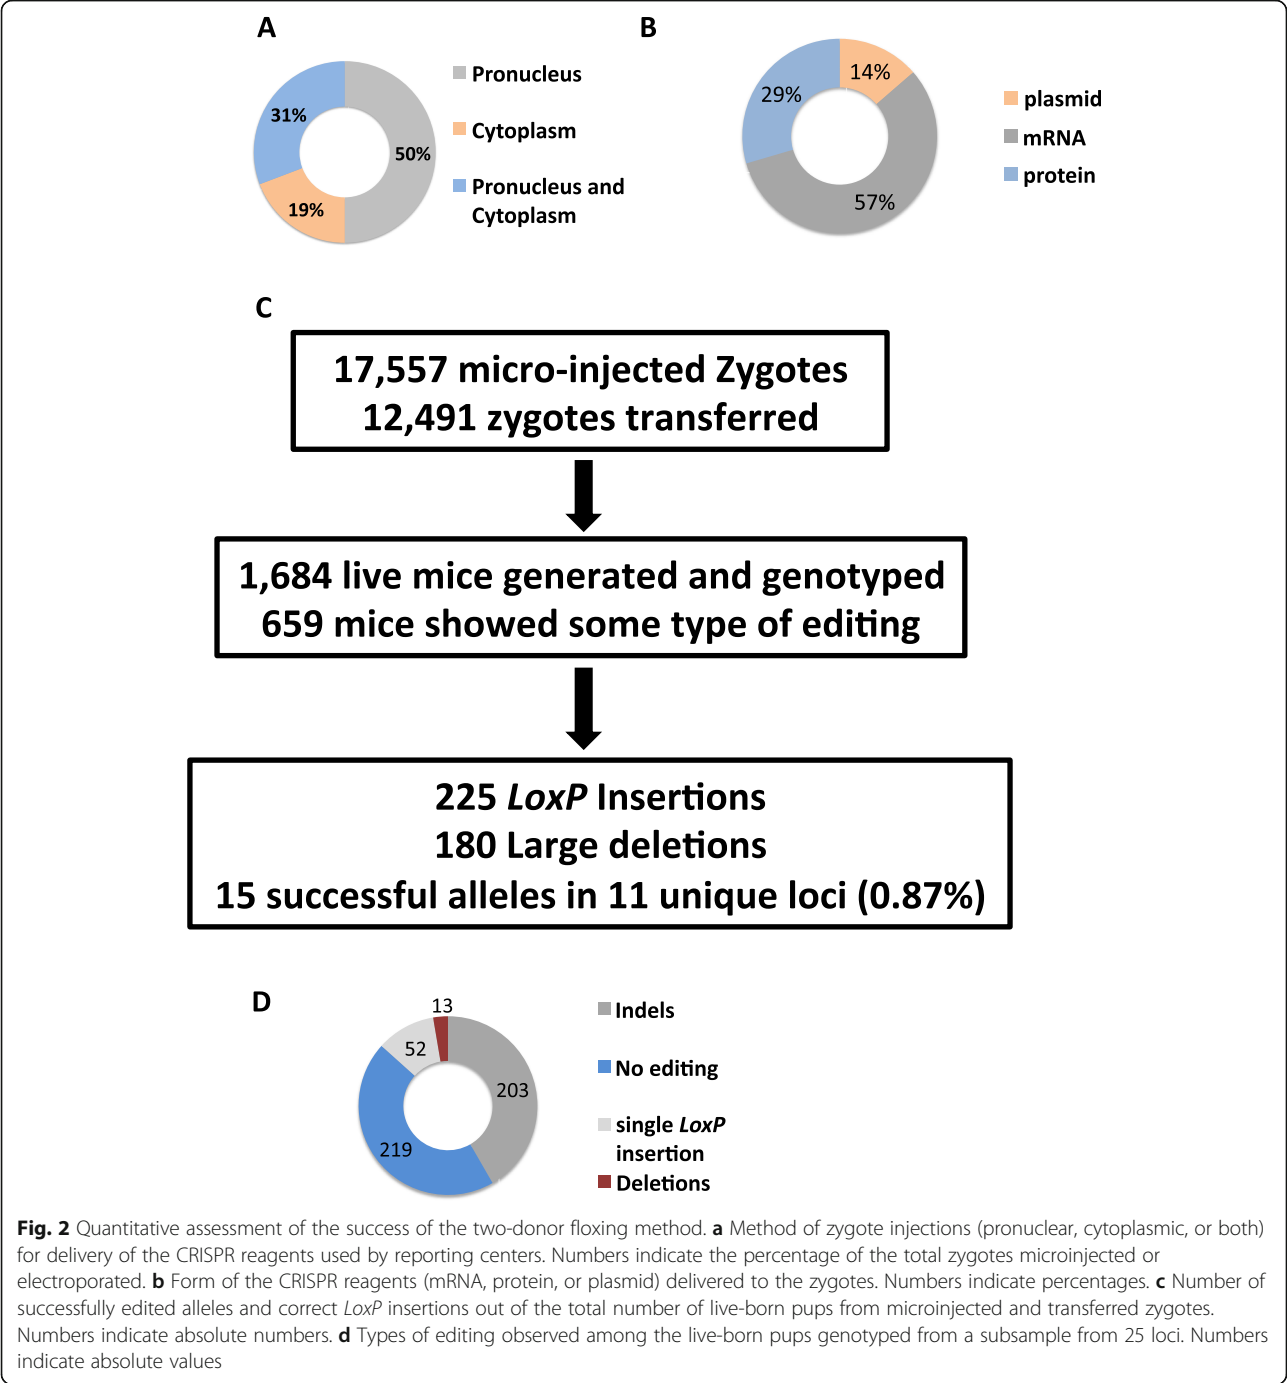 A
Pronucleus
Cytoplasm
Pronucleus and
Cytoplasm
31%
50%
19%
B
14%
29%
57%
plasmid
mRNA
protein
C
17,557 micro-injected Zygotes
12,491 zygotes transferred
1,684 live mice generated and genotyped
659 mice showed some type of editing
225 LoxP Insertions
180 Large deletions
15 successful alleles in 11 unique loci (0.87%)
D
13
52
203
219
Indels
No editing
single LoxP
insertion
Deletions
Fig. 2 Quantitative assessment of the success of the two-donor floxing method. a Method of zygote injections (pronuclear, cytoplasmic, or both)
for delivery of the CRISPR reagents used by reporting centers. Numbers indicate the percentage of the total zygotes microinjected or
electroporated. b Form of the CRISPR reagents (mRNA, protein, or plasmid) delivered to the zygotes. Numbers indicate percentages. c Number of
successfully edited alleles and correct LoxP insertions out of the total number of live-born pups from microinjected and transferred zygotes.
Numbers indicate absolute numbers. d Types of editing observed among the live-born pups genotyped from a subsample from 25 loci. Numbers
indicate absolute values